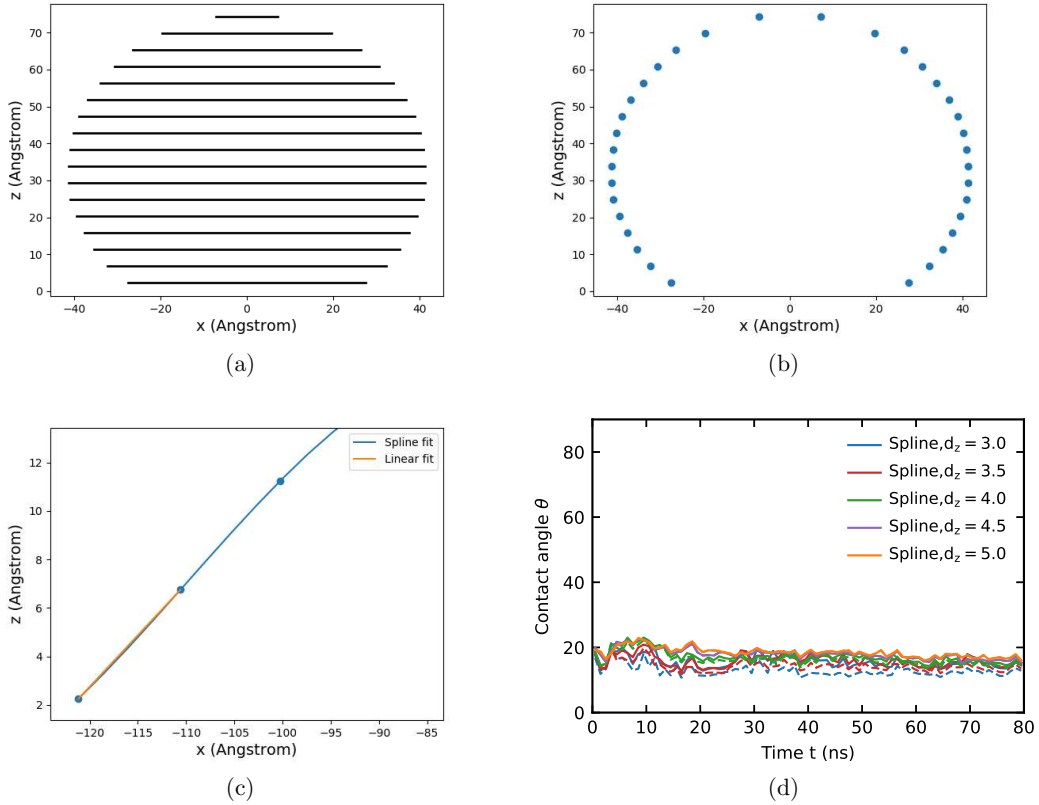 70
60
50
40
30
20
10
0
z (Angstrom)
−40
−20
0
20
40
x (Angstrom)
(a)
70
60
50
40
30
20
10
0
z (Angstrom)
−40
−20
0
20
40
x (Angstrom)
(b)
Spline fit
Linear fit
12
10
8
6
4
2
z (Angstrom)
−120
−115
−110
−105
−100
−95
−90
−85
x (Angstrom)
(c)
Spline,dz = 3.0
Spline,dz = 3.5
Spline,dz = 4.0
Spline,dz = 4.5
Spline,dz = 5.0
80
60
40
20
0
Contact angle θ
0
10
20
30
40
50
60
70
80
Time t (ns)
(d)